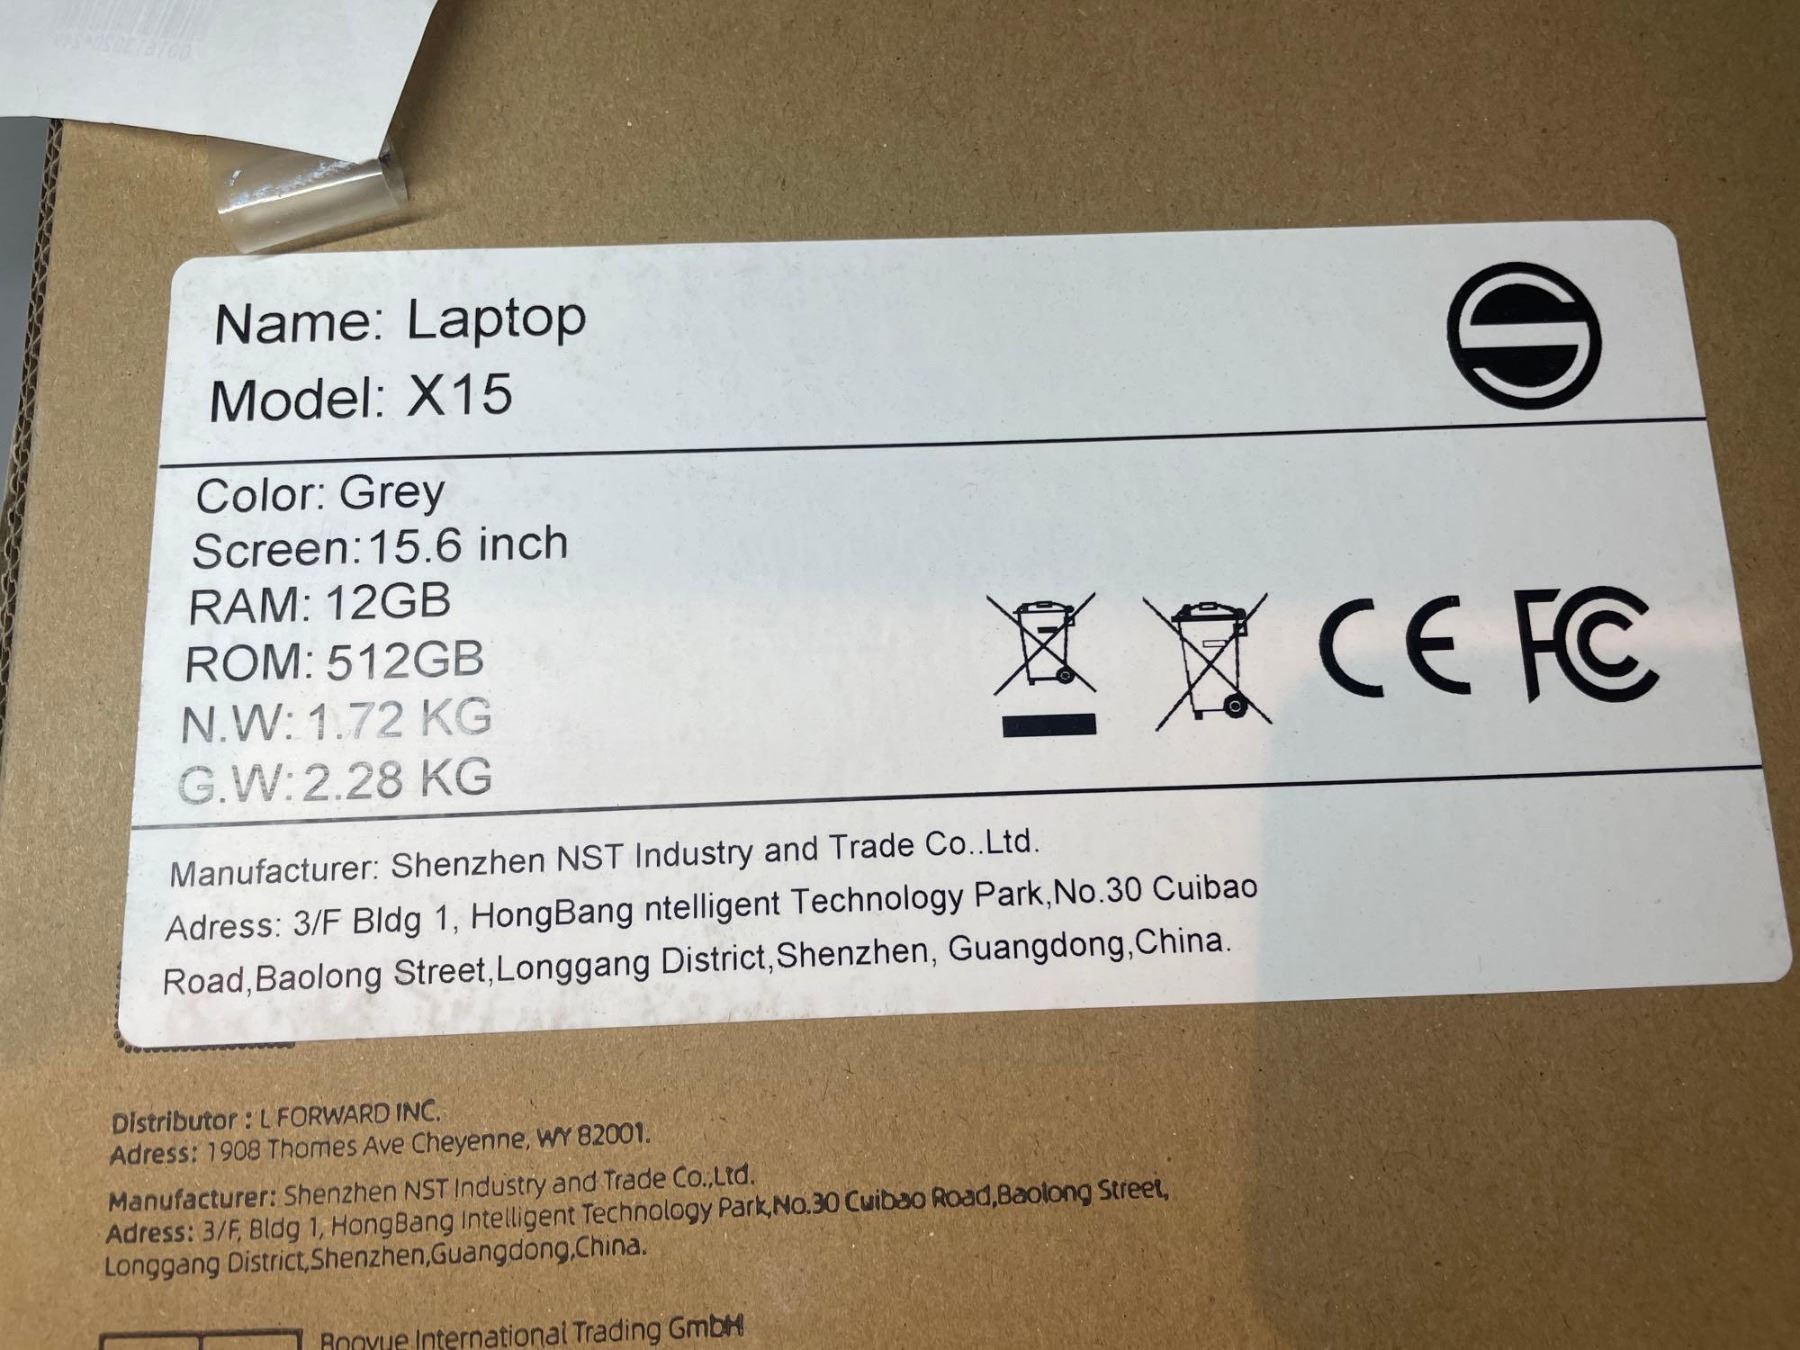 Name: Laptop
Model: X15
Color: Grey
Screen:15.6 inch
RAM: 12GB
ROM: 512GB
N.W: 1.72 KG
G.W: 2.28 KG
CE FC
Manufacturer: Shenzhen NST Industry and Trade Co..Ltd.
Adress: 3/F Bldg 1, HongBang ntelligent Technology Park,No.30 Cuibao
Road,Baolong Street,Longgang District,Shenzhen, Guangdong,China.
Distributor : L FORWARD INC.
Adress: 1908 Thomes Ave Cheyenne, WY 82001.
Manufacturer: Shenzhen NST Industry and Trade Co.,Ltd.
Adress: 3/F, Bldg 1, HongBang Intelligent Technology Park,No.30 Cuibao Road,Baolong Street,
Longgang District,Shenzhen,Guangdong,China.
International Trading GmbH